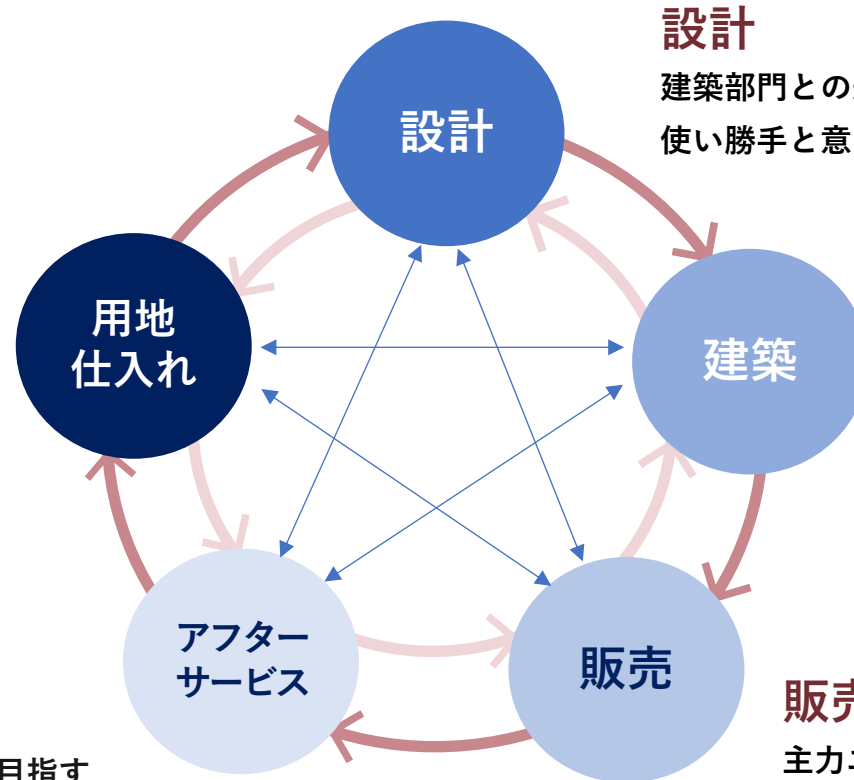 設計
建築部門との
使い勝手と意
設計
用地
仕入れ
建築
アフター
サービス
販売
販売
主力
目指す